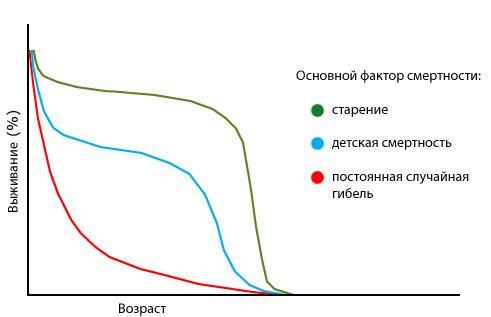 Основной фактор смертности:
старение
детская смертность
постоянная случайная
гибель
Выживание (%)
Возраст